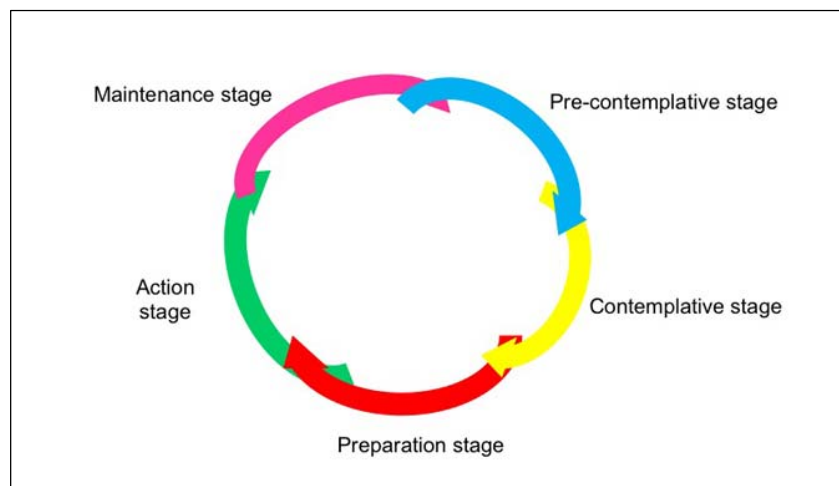 Maintenance stage
Pre-contemplative stage
Contemplative stage
Action
stage
Preparation stage